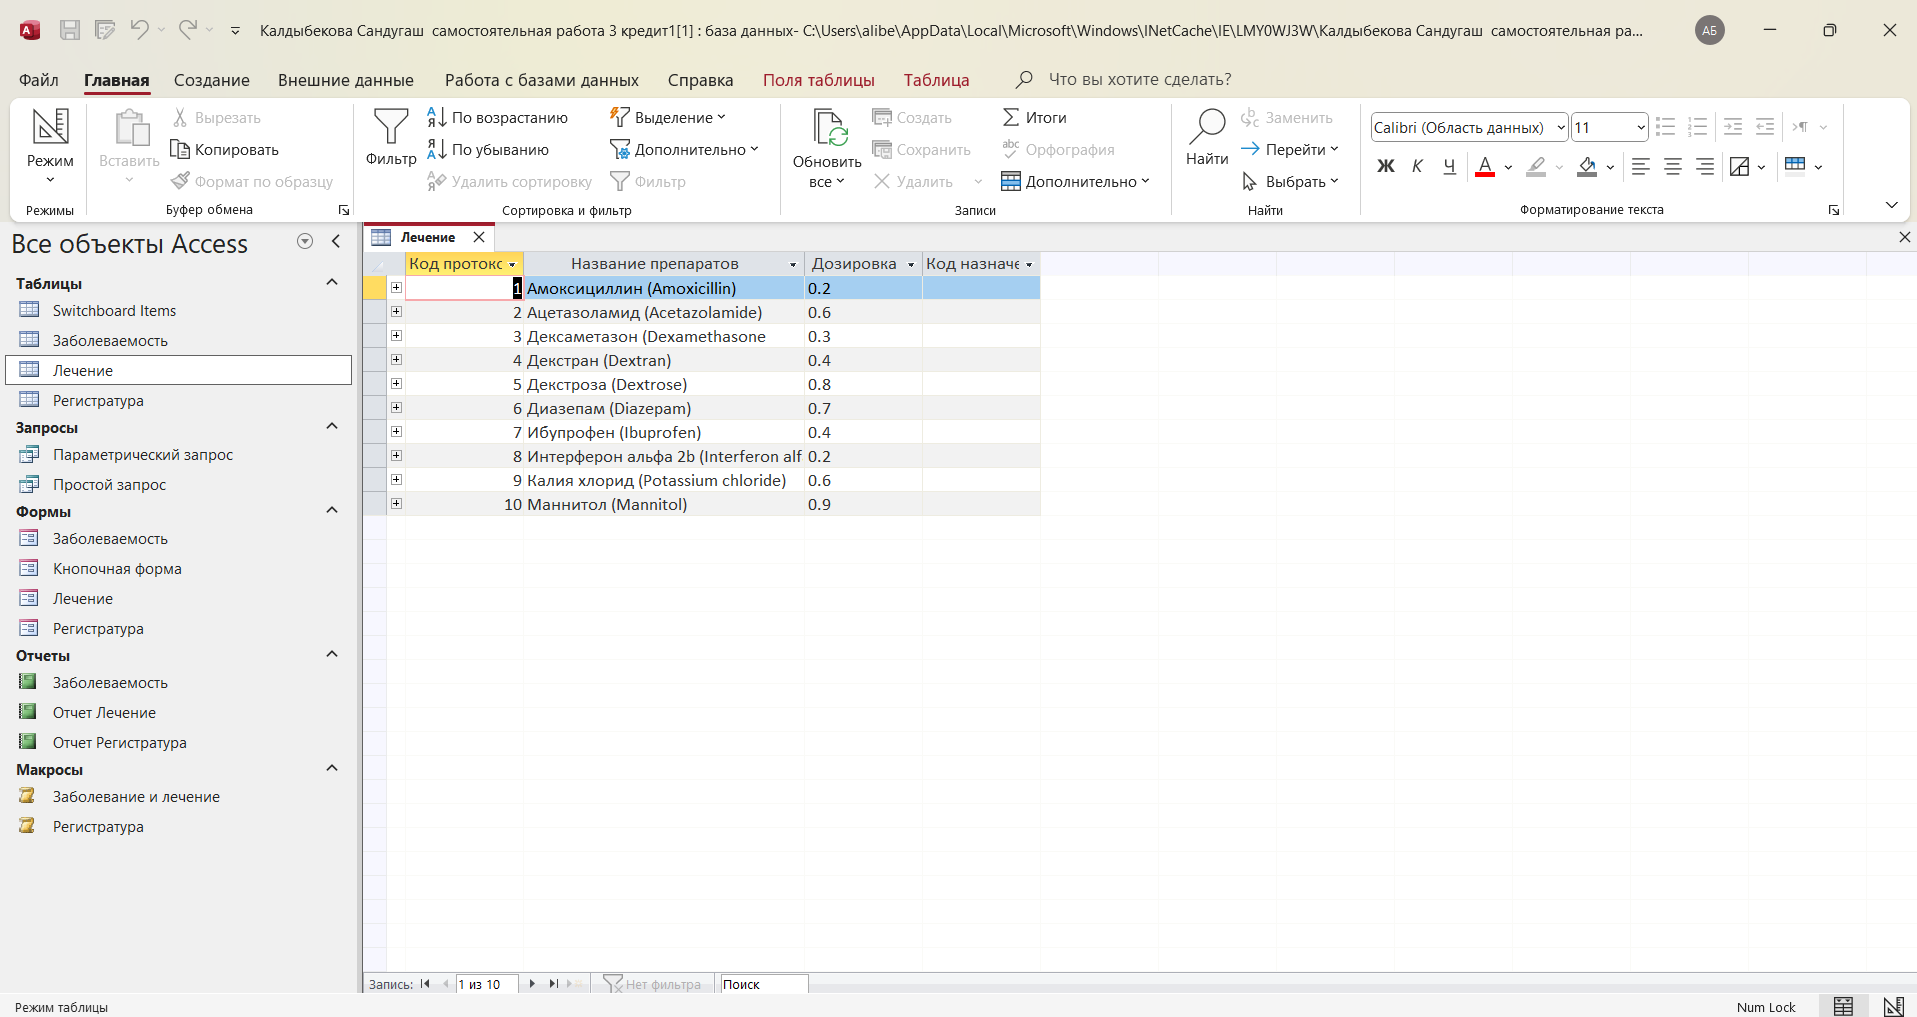 Калдыбекова Сандугаш  самостоятельная работа 3 кредит1[1] : база данных- C:\Users\alibe\AppData\Local\Microsoft\Windows\INetCache\IE\LMY0WJ3W\Калдыбекова Сандугаш  самостоятельная ра...
АБ
Файл Главная Создание Внешние данные Работа с базами данных Справка Поля таблицы Таблица Что вы хотите сделать?
Режим
Режимы
Вставить
Вырезать
Копировать
Формат по образцу
Буфер обмена
Фильтр
По возрастанию
По убыванию
Удалить сортировку
Выделение
Дополнительно
Фильтр
Сортировка и фильтр
Обновить
все
Создать
Сохранить
Удалить
Итоги
Орфография
Дополнительно
Записи
Найти
Заменить
Перейти
Выбрать
Найти
Calibri (Область данных) 11
Ж К Ч А
Форматирование текста
Все объекты Access
Таблицы
Switchboard Items
Заболеваемость
Лечение
Регистратура
Запросы
Параметрический запрос
Простой запрос
Формы
Заболеваемость
Кнопочная форма
Лечение
Регистратура
Отчеты
Заболеваемость
Отчет Лечение
Отчет Регистратура
Макросы
Заболевание и лечение
Регистратура
Лечение
Код протокс Название препаратов Дозировка Код назначе
1 Амоксициллин (Amoxicillin) 0.2
2 Ацетазоламид (Acetazolamide) 0.6
3 Дексаметазон (Dexamethasone 0.3
4 Декстран (Dextran) 0.4
5 Декстроза (Dextrose) 0.8
6 Диазепам (Diazepam) 0.7
7 Ибупрофен (Ibuprofen) 0.4
8 Интерферон альфа 2b (Interferon alf 0.2
9 Калия хлорид (Potassium chloride) 0.6
10 Маннитол (Mannitol) 0.9
Запись: 1 из 10 Нет фильтра Поиск
Режим таблицы
Num Lock